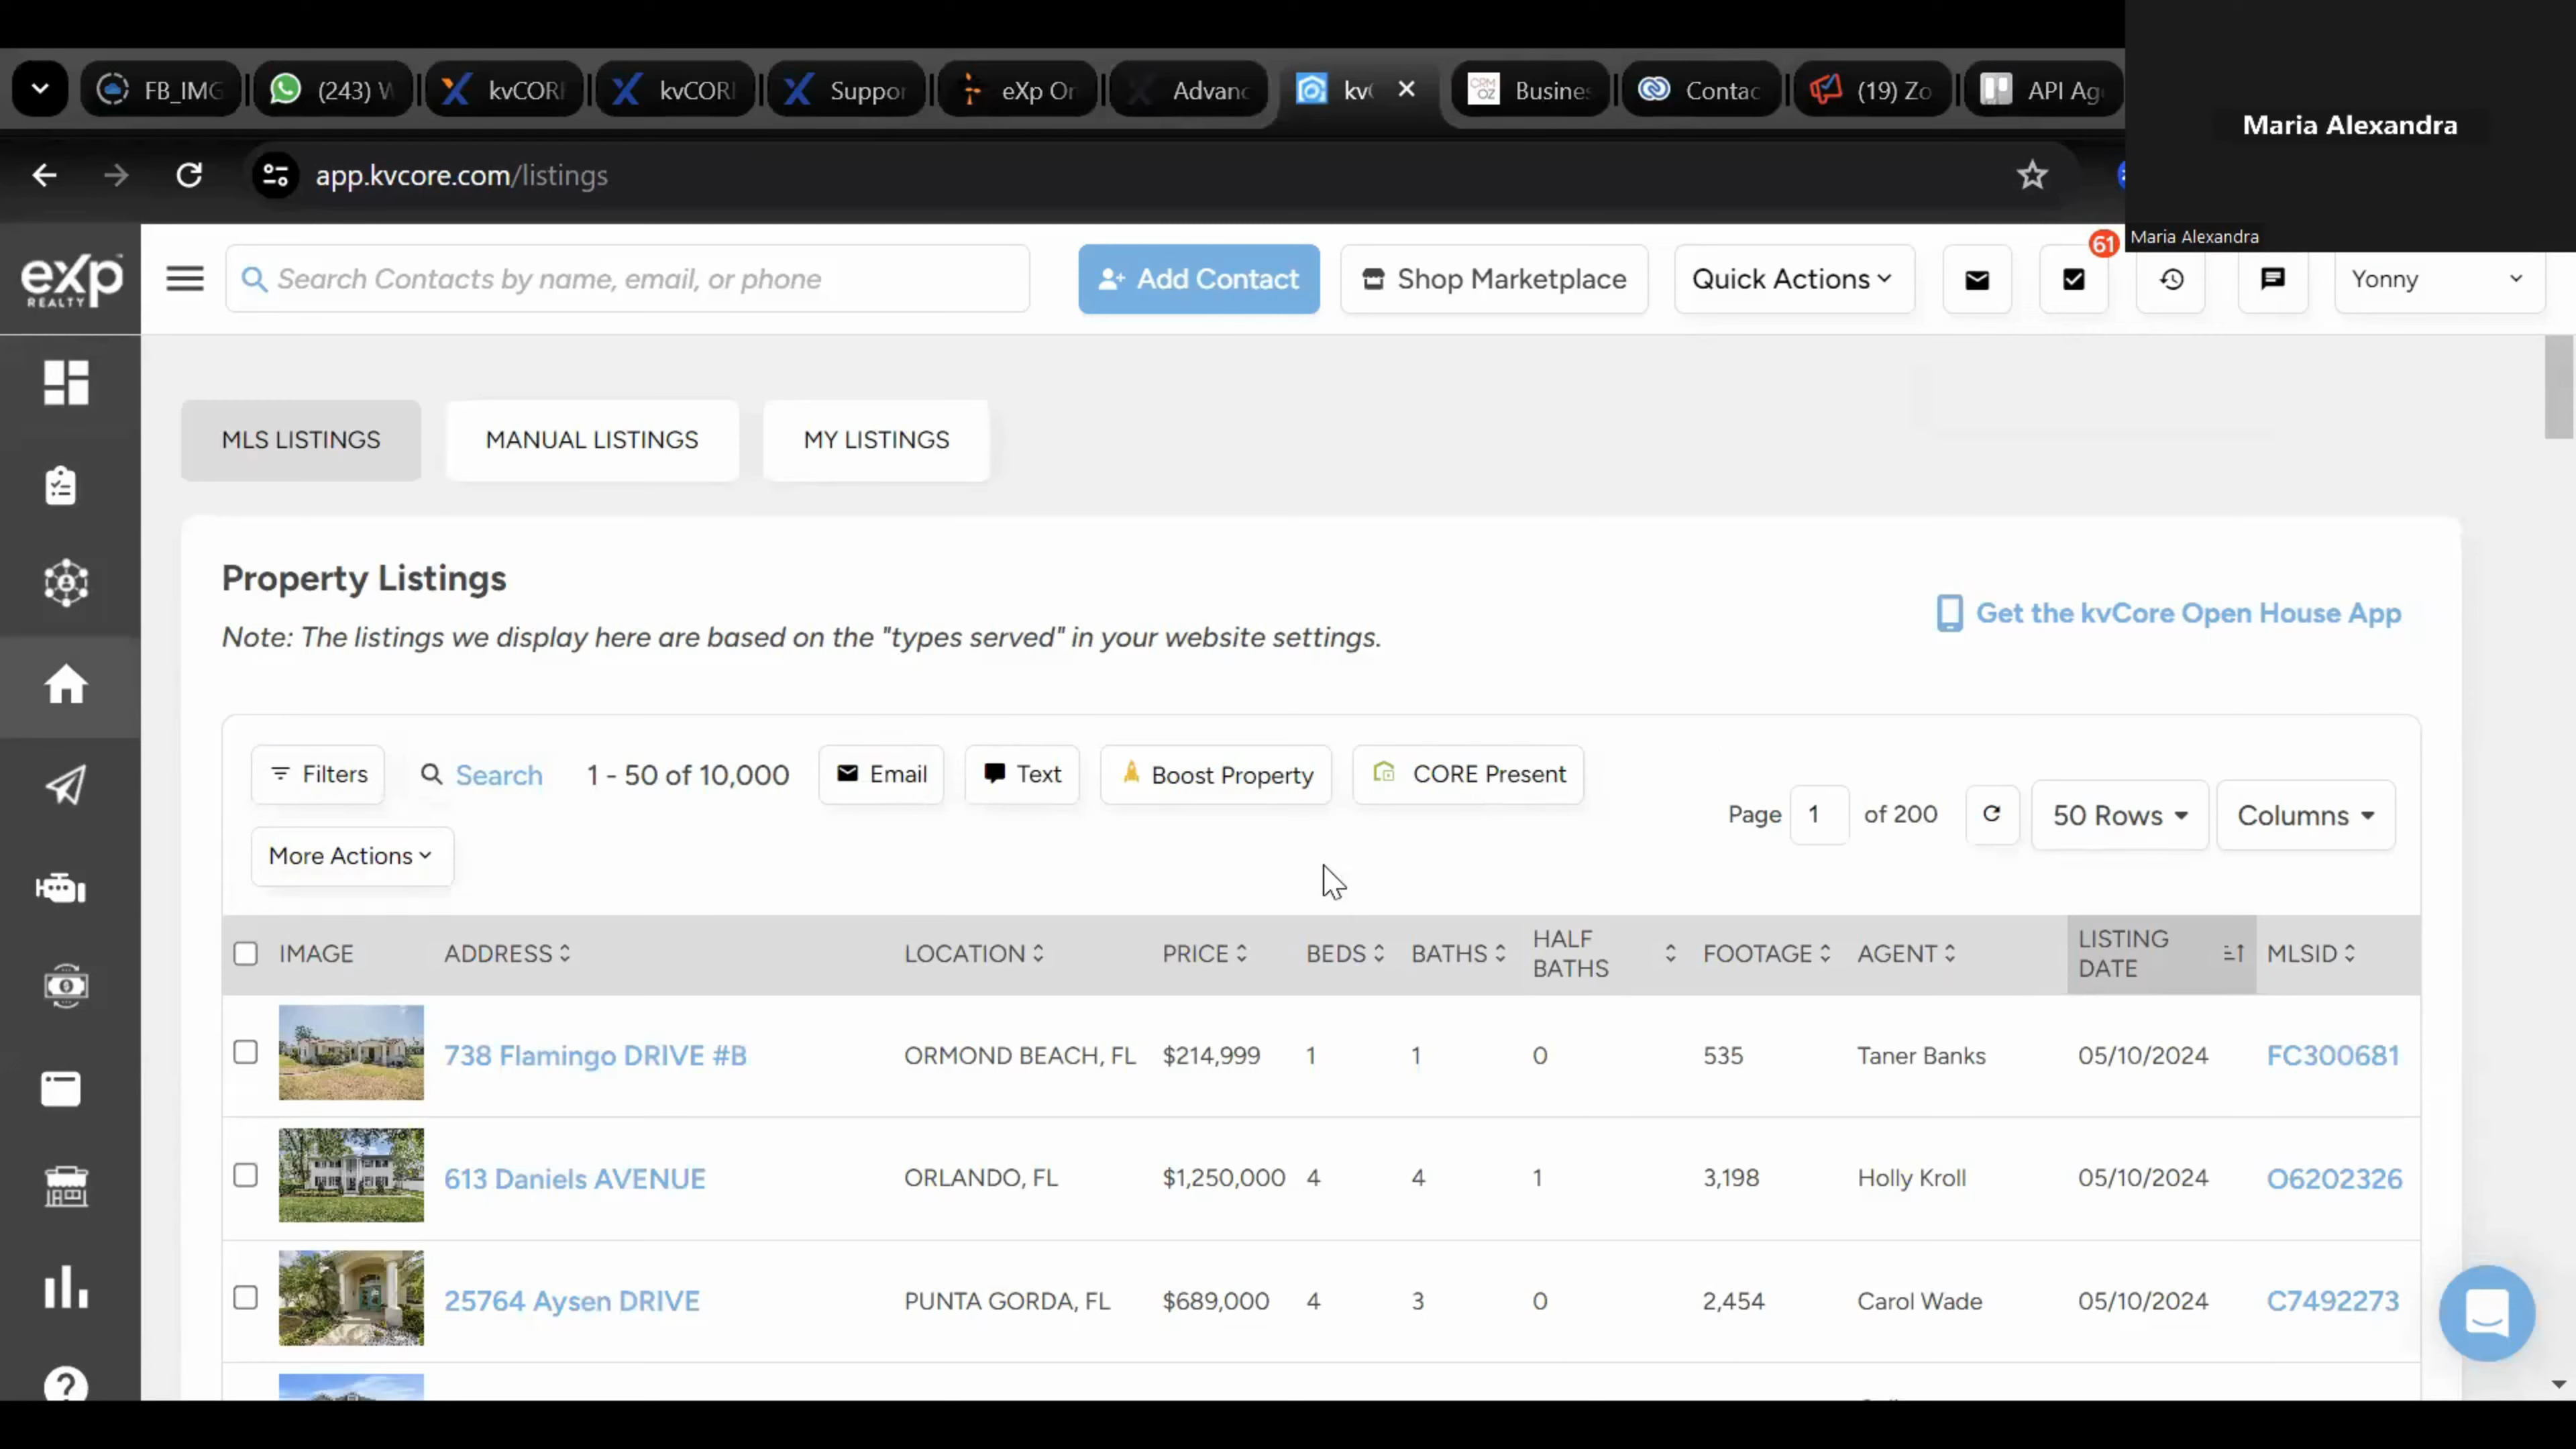 FB_IMG
(243) W
kvCORE
kvCORE
Suppor
eXp Or
Advanc
kv
Busines
Contac
(19) Zo
API Ag
Maria Alexandra
app.kvcore.com/listings
Maria Alexandra
eXp
REALTY
Search Contacts by name, email, or phone
Add Contact
Shop Marketplace
Quick Actions
61
Yonny
MLS LISTINGS
MANUAL LISTINGS
MY LISTINGS
Property Listings
Note: The listings we display here are based on the "types served" in your website settings.
Get the kvCore Open House App
Filters
Search
1 - 50 of 10,000
Email
Text
Boost Property
CORE Present
More Actions
Page 1 of 200
50 Rows
Columns
IMAGE ADDRESS LOCATION PRICE BEDS BATHS HALF BATHS FOOTAGE AGENT LISTING DATE MLSID
738 Flamingo DRIVE #B ORMOND BEACH, FL $214,999 1 1 0 535 Taner Banks 05/10/2024 FC300681
613 Daniels AVENUE ORLANDO, FL $1,250,000 4 4 1 3,198 Holly Kroll 05/10/2024 O6202326
25764 Aysen DRIVE PUNTA GORDA, FL $689,000 4 3 0 2,454 Carol Wade 05/10/2024 C7492273